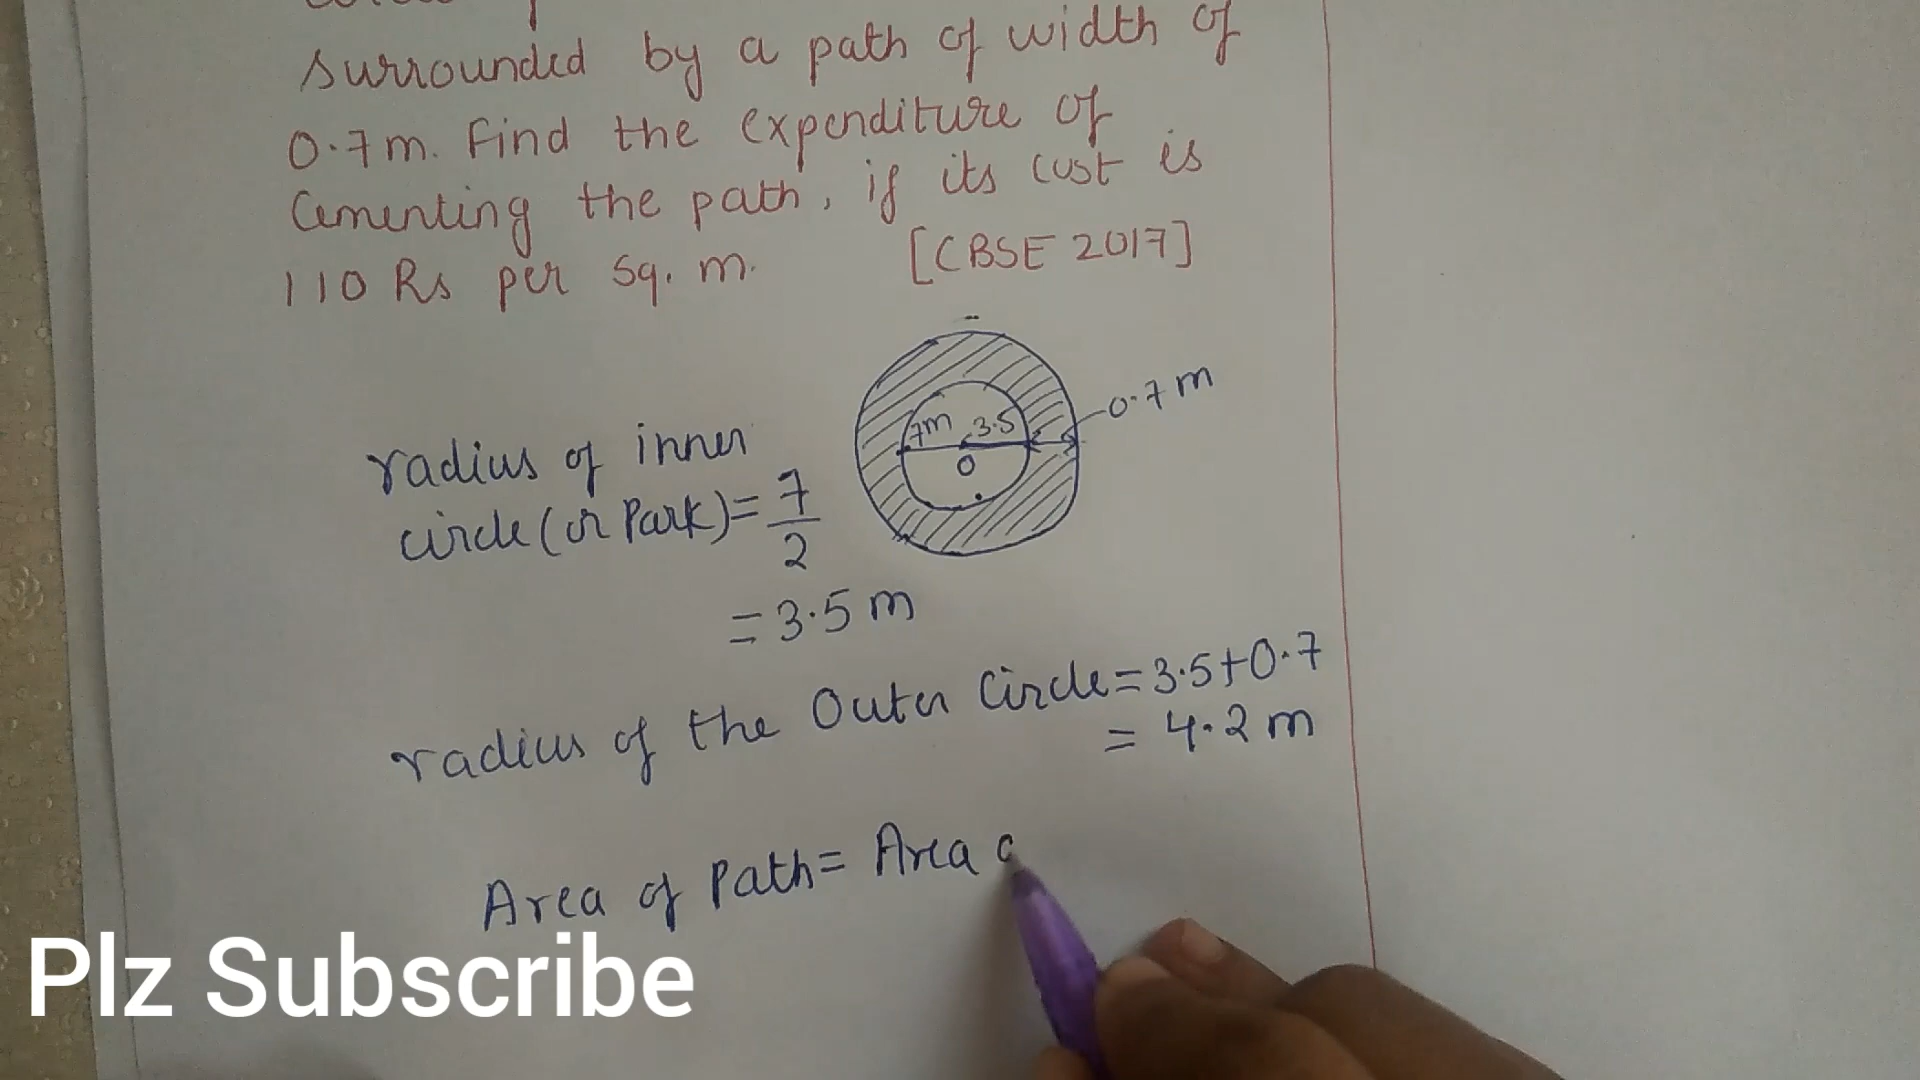 surrounded by a path of width of
0.7m. Find the expenditure of
Cementing the path, if its cost is
110 Rs per sq. m. [CBSE 2017]
0.7 m
7m 3.5
O
radius of inner
circle (or Park) = 7/2
= 3.5 m
radius of the Outer Circle = 3.5+0.7
= 4.2 m
Area of Path = Area o
Plz Subscribe